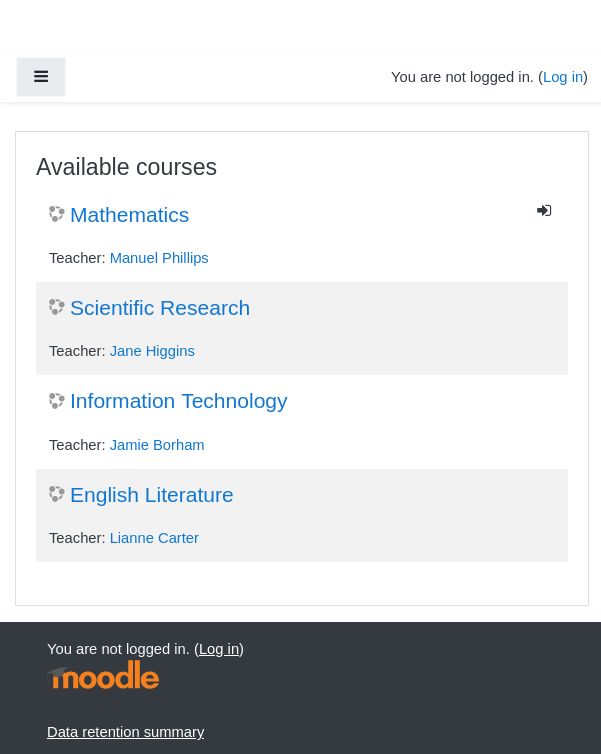 You are not logged in. (Log in)
Available courses
Mathematics
Teacher: Manuel Phillips
Scientific Research
Teacher: Jane Higgins
Information Technology
Teacher: Jamie Borham
English Literature
Teacher: Lianne Carter
You are not logged in. (Log in)
moodle
Data retention summary